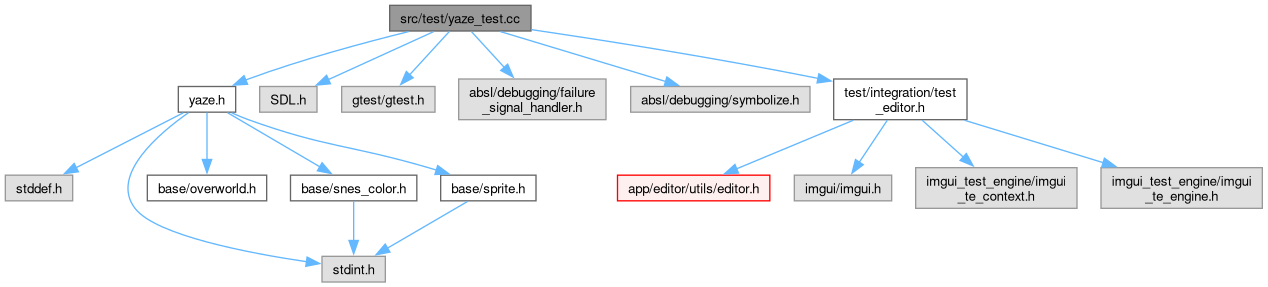 src/test/yaze_test.cc
yaze.h
SDL.h
gtest/gtest.h
absl/debugging/failure
_signal_handler.h
absl/debugging/symbolize.h
test/integration/test
_editor.h
stddef.h
base/overworld.h
base/snes_color.h
base/sprite.h
app/editor/utils/editor.h
imgui/imgui.h
imgui_test_engine/imgui
_te_context.h
imgui_test_engine/imgui
_te_engine.h
stdint.h